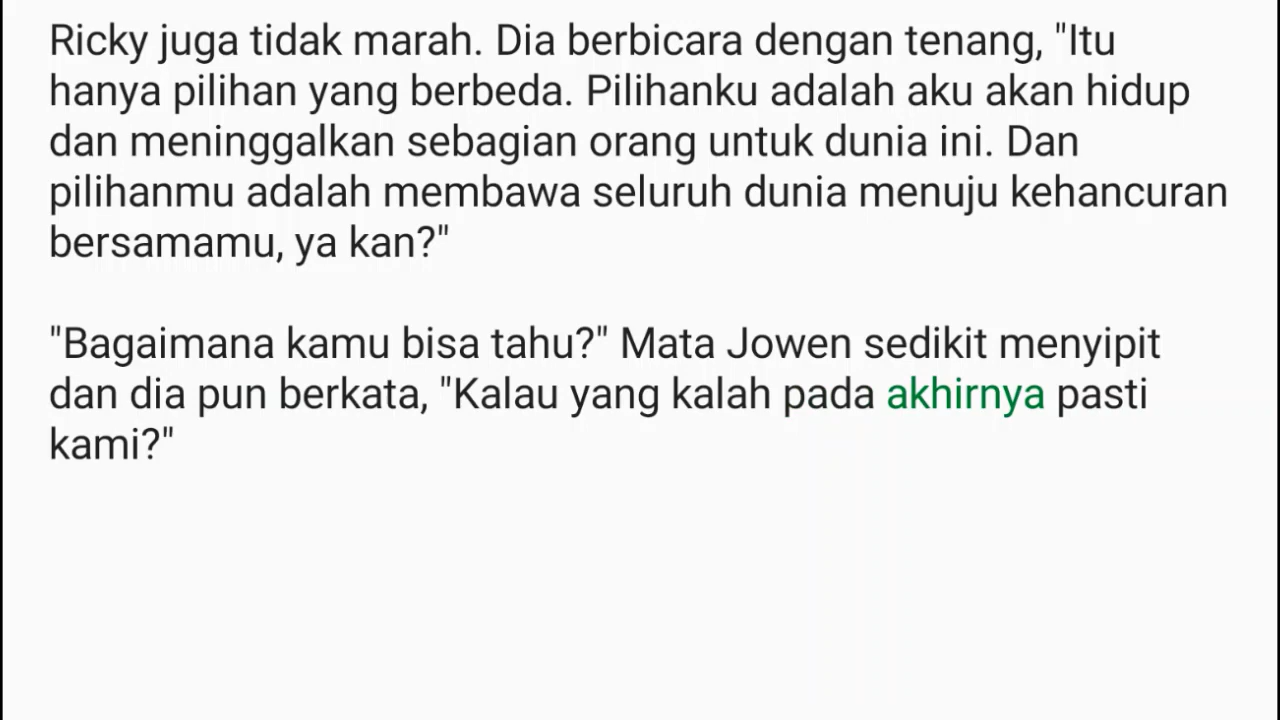 Ricky juga tidak marah. Dia berbicara dengan tenang, "Itu
hanya pilihan yang berbeda. Pilihanku adalah aku akan hidup
dan meninggalkan sebagian orang untuk dunia ini. Dan
pilihanmu adalah membawa seluruh dunia menuju kehancuran
bersamamu, ya kan?"
"Bagaimana kamu bisa tahu?" Mata Jowen sedikit menyipit
dan dia pun berkata, "Kalau yang kalah pada akhirnya pasti
kami?"